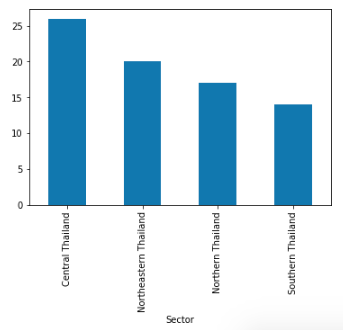 25
20
15
10
5
0
Central Thailand
Northeastern Thailand
Northern Thailand
Southern Thailand
Sector